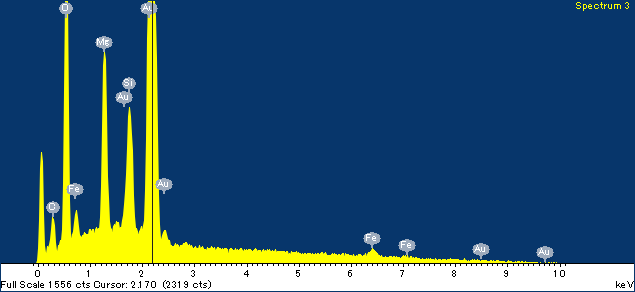 Spectrum 3
O Au
Mg
Si
Au
Fe Au
O
Fe Fe Au Au
0 1 2 3 4 5 6 7 8 9 10
Full Scale 1556 cts Cursor: 2.170 (2319 cts) keV